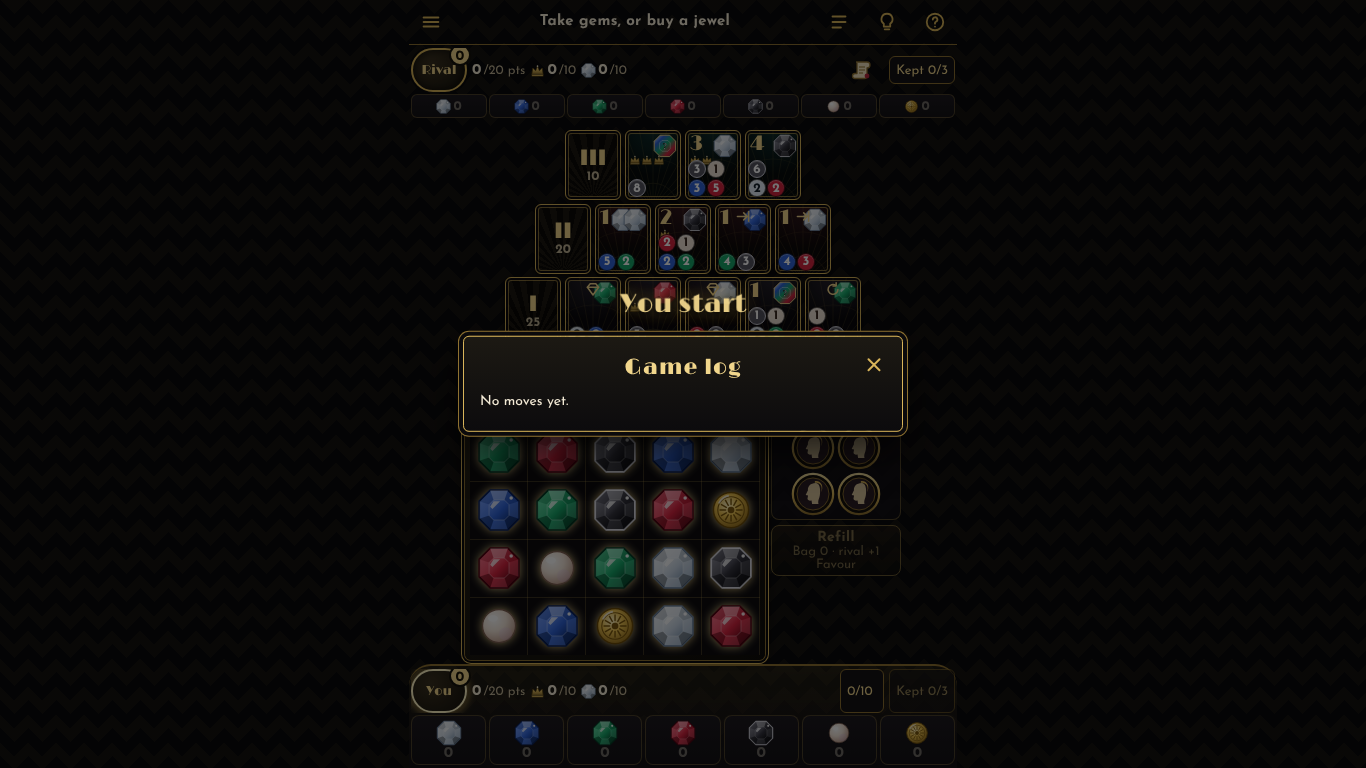 Take gems, or buy a jewel
0
Rival 0/20 pts 0/10 0/10 Kept 0/3
0 0 0 0 0 0 0
III 10 3 4
8 3 1 3 5 6 2 2
II 20 1 2 1 1
5 2 2 1 2 2 4 3 4 3
I 25 1
1 1 1
You start
Game log
No moves yet.
Refill
Bag 0 · rival +1
Favour
0
You 0/20 pts 0/10 0/10 0/10 Kept 0/3
0 0 0 0 0 0 0